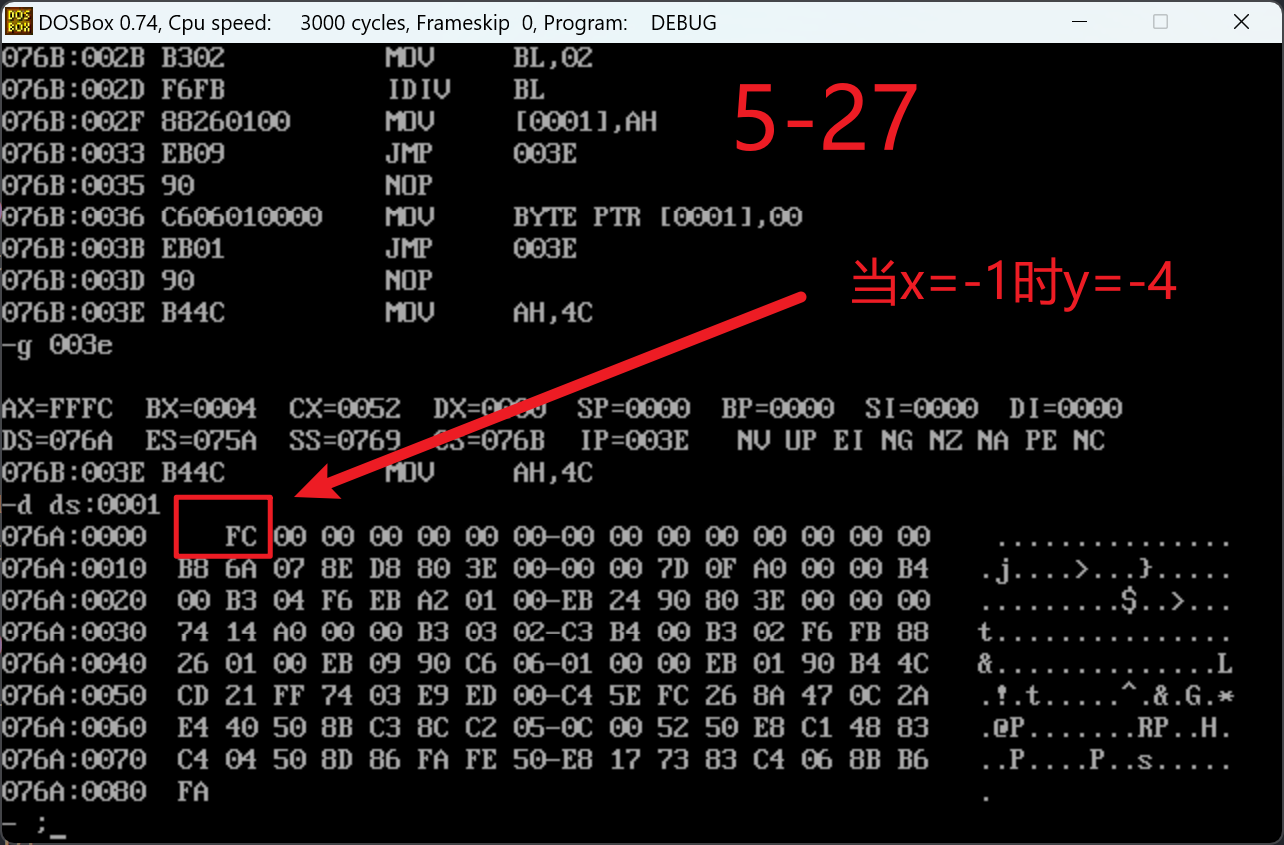 DOSBox 0.74, Cpu speed: 3000 cycles, Frameskip 0, Program: DEBUG
076B:002B B302 MOV BL,02
076B:002D F6FB IDIV BL
076B:002F 88260100 MOV [0001],AH
5-27
076B:0033 EB09 JMP 003E
076B:0035 90 NOP
076B:0036 C606010000 MOV BYTE PTR [0001],00
076B:003B EB01 JMP 003E
076B:003D 90 NOP
当x=-1时y=-4
076B:003E B44C MOV AH,4C
-g 003e
AX=FFFC BX=0004 CX=0052 DX=0000 SP=0000 BP=0000 SI=0000 DI=0000
DS=076A ES=075A SS=0769 CS=076B IP=003E NV UP EI NG NZ NA PE NC
076B:003E B44C MOV AH,4C
-d ds:0001
076A:0000 FC 00 00 00 00 00 00-00 00 00 00 00 00 00 00 ...............
076A:0010 B8 6A 07 8E D8 80 3E 00-00 00 7D 0F A0 00 00 B4 .j....>...}.....
076A:0020 00 B3 04 F6 EB A2 01 00-EB 24 90 80 3E 00 00 00 .........$..>...
076A:0030 74 14 A0 00 00 B3 03 02-C3 B4 00 B3 02 F6 FB 88 t...............
076A:0040 26 01 00 EB 09 90 C6 06-01 00 00 EB 01 90 B4 4C &..............L
076A:0050 CD 21 FF 74 03 E9 ED 00-C4 5E FC 26 8A 47 0C 2A .!.t.....^.&.G.*
076A:0060 E4 40 50 8B C3 8C C2 05-0C 00 52 50 E8 C1 48 83 .@P.......RP..H.
076A:0070 C4 04 50 8D 86 FA FE 50-E8 17 73 83 C4 06 8B B6 ..P....P..s.....
076A:0080 FA .
- ;_